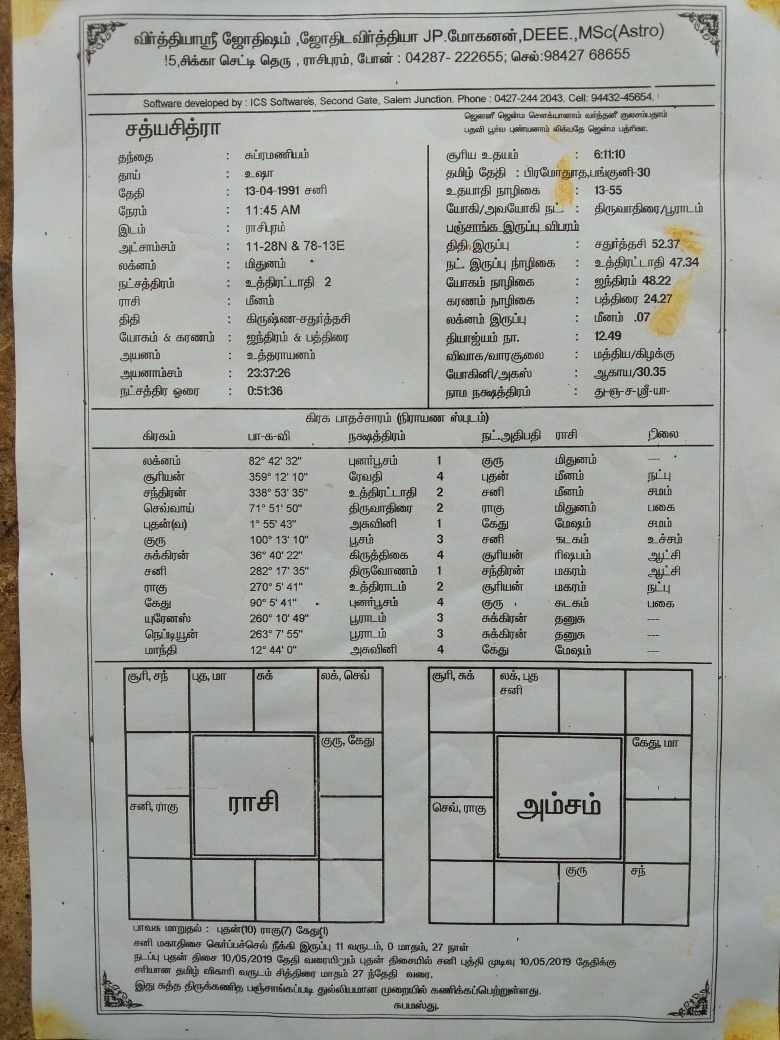 விர்த்தியாஸ்ரீ ஜோதிஷம் ,ஜோதிடவிர்த்தியா JP.மோகனன்,DEEE.,MSc(Astro)
!5,சிக்கா செட்டி தெரு , ராசிபுரம், போன் : 04287- 222655; செல்:98427 68655
Software developed by : ICS Software's, Second Gate, Salem Junction. Phone : 0427-244 2043. Cell: 94432-45654.
ஜெனனீ ஜென்ம சௌக்யானாம் வர்த்தனீ குலசம்பதாம்
பதவி பூர்வ புண்யனாம் லிக்யதே ஜென்ம பத்ரிகா.
சத்யசித்ரா
தந்தை : சுப்ரமணியம்
தாய் : உஷா
தேதி : 13-04-1991 சனி
நேரம் : 11:45 AM
இடம் : ராசிபுரம்
அட்சாம்சம் : 11-28N & 78-13E
லக்னம் : மிதுனம்
நட்சத்திரம் : உத்திரட்டாதி 2
ராசி : மீனம்
திதி : கிருஷ்ண-சதுர்த்தசி
யோகம் & கரணம் : ஐந்திரம் & பத்திரை
அயனம் : உத்தராயனம்
அயனாம்சம் : 23:37:26
நட்சத்திர ஓரை : 0:51:36
சூரிய உதயம் : 6:11:10
தமிழ் தேதி : பிரமோதூத,பங்குனி-30
உதயாதி நாழிகை : 13-55
யோகி/அவயோகி நட். : திருவாதிரை/பூராடம்
பஞ்சாங்க இருப்பு விபரம்
திதி இருப்பு : சதுர்த்தசி 52.37
நட். இருப்பு நாழிகை : உத்திரட்டாதி 47.34
யோகம் நாழிகை : ஐந்திரம் 48.22
கரணம் நாழிகை : பத்திரை 24.27
லக்னம் இருப்பு : மீனம் .07
தியாஜ்யம் நா. : 12.49
விவாக/வாரசூலை : மத்திய/கிழக்கு
யோகினி/அகஸ் : ஆகாய/30.35
நாம நக்ஷத்திரம் : து-ஞ-ச-ஸ்ரீ-யா-
கிரக பாதச்சாரம் (நிராயண ஸ்புடம்)
கிரகம் பா-க-வி நக்ஷத்திரம் நட்.அதிபதி ராசி நிலை
லக்னம் 82° 42' 32" புனர்பூசம் 1 குரு மிதுனம் ---
சூரியன் 359° 12' 10" ரேவதி 4 புதன் மீனம் நட்பு
சந்திரன் 338° 53' 35" உத்திரட்டாதி 2 சனி மீனம் சமம்
செவ்வாய் 71° 51' 50" திருவாதிரை 2 ராகு மிதுனம் பகை
புதன்(வ) 1° 55' 43" அசுவினி 1 கேது மேஷம் சமம்
குரு 100° 13' 10" பூசம் 3 சனி கடகம் உச்சம்
சுக்கிரன் 36° 40' 22" கிருத்திகை 4 சூரியன் ரிஷபம் ஆட்சி
சனி 282° 17' 35" திருவோணம் 1 சந்திரன் மகரம் ஆட்சி
ராகு 270° 5' 41" உத்திராடம் 2 சூரியன் மகரம் நட்பு
கேது 90° 5' 41" புனர்பூசம் 4 குரு கடகம் பகை
யுரேனஸ் 260° 10' 49" பூராடம் 3 சுக்கிரன் தனுசு ---
நெப்டியூன் 263° 7' 55" பூராடம் 3 சுக்கிரன் தனுசு ---
மாந்தி 12° 44' 0" அசுவினி 4 கேது மேஷம் ---
சூரி, சந் புத, மா சுக் லக், செவ்
குரு, கேது
சனி, ராகு
ராசி
சூரி, சுக் லக், புத
சனி
கேது, மா
செவ், ராகு
அம்சம்
குரு சந்
பாவக மாறுதல் : புதன்(10) ராகு(7) கேது(1)
சனி மகாதிசை கெர்ப்பச்செல் நீக்கி இருப்பு 11 வருடம், 0 மாதம், 27 நாள்
நடப்பு புதன் திசை 10/05/2019 தேதி வரையிலும் புதன் திசையில் சனி புத்தி முடிவு 10/05/2019 தேதிக்கு
சரியான தமிழ் விகாரி வருடம் சித்திரை மாதம் 27 ந்தேதி வரை.
இது சுத்த திருக்கணித பஞ்சாங்கப்படி துல்லியமான முறையில் கணிக்கப்பெற்றுள்ளது.
சுபமஸ்து.